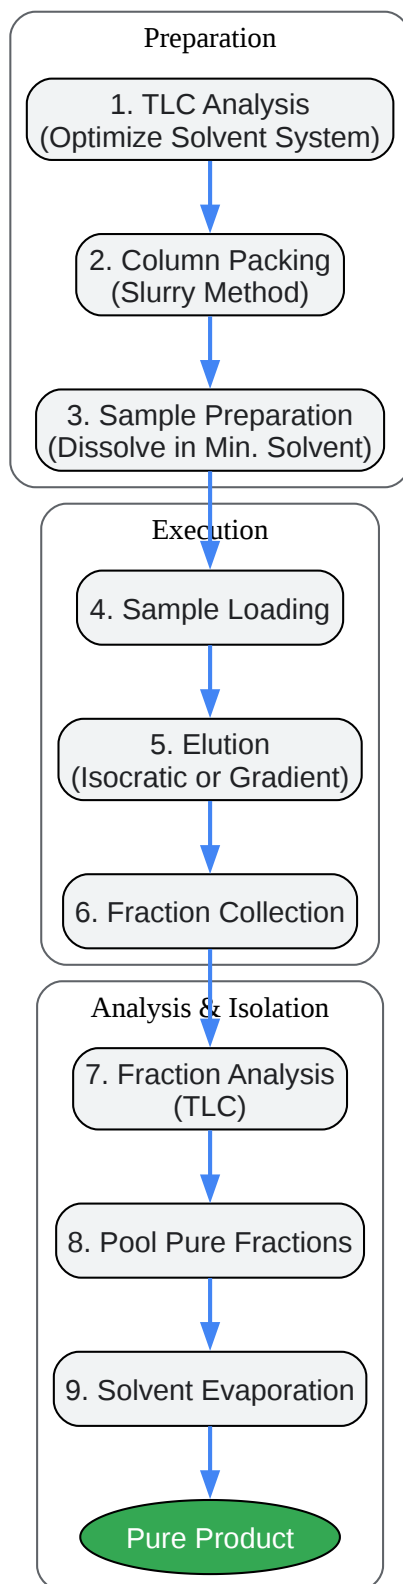 Preparation
1. TLC Analysis
(Optimize Solvent System)
2. Column Packing
(Slurry Method)
3. Sample Preparation
(Dissolve in Min. Solvent)
Execution
4. Sample Loading
5. Elution
(Isocratic or Gradient)
6. Fraction Collection
Analysis & Isolation
7. Fraction Analysis
(TLC)
8. Pool Pure Fractions
9. Solvent Evaporation
Pure Product